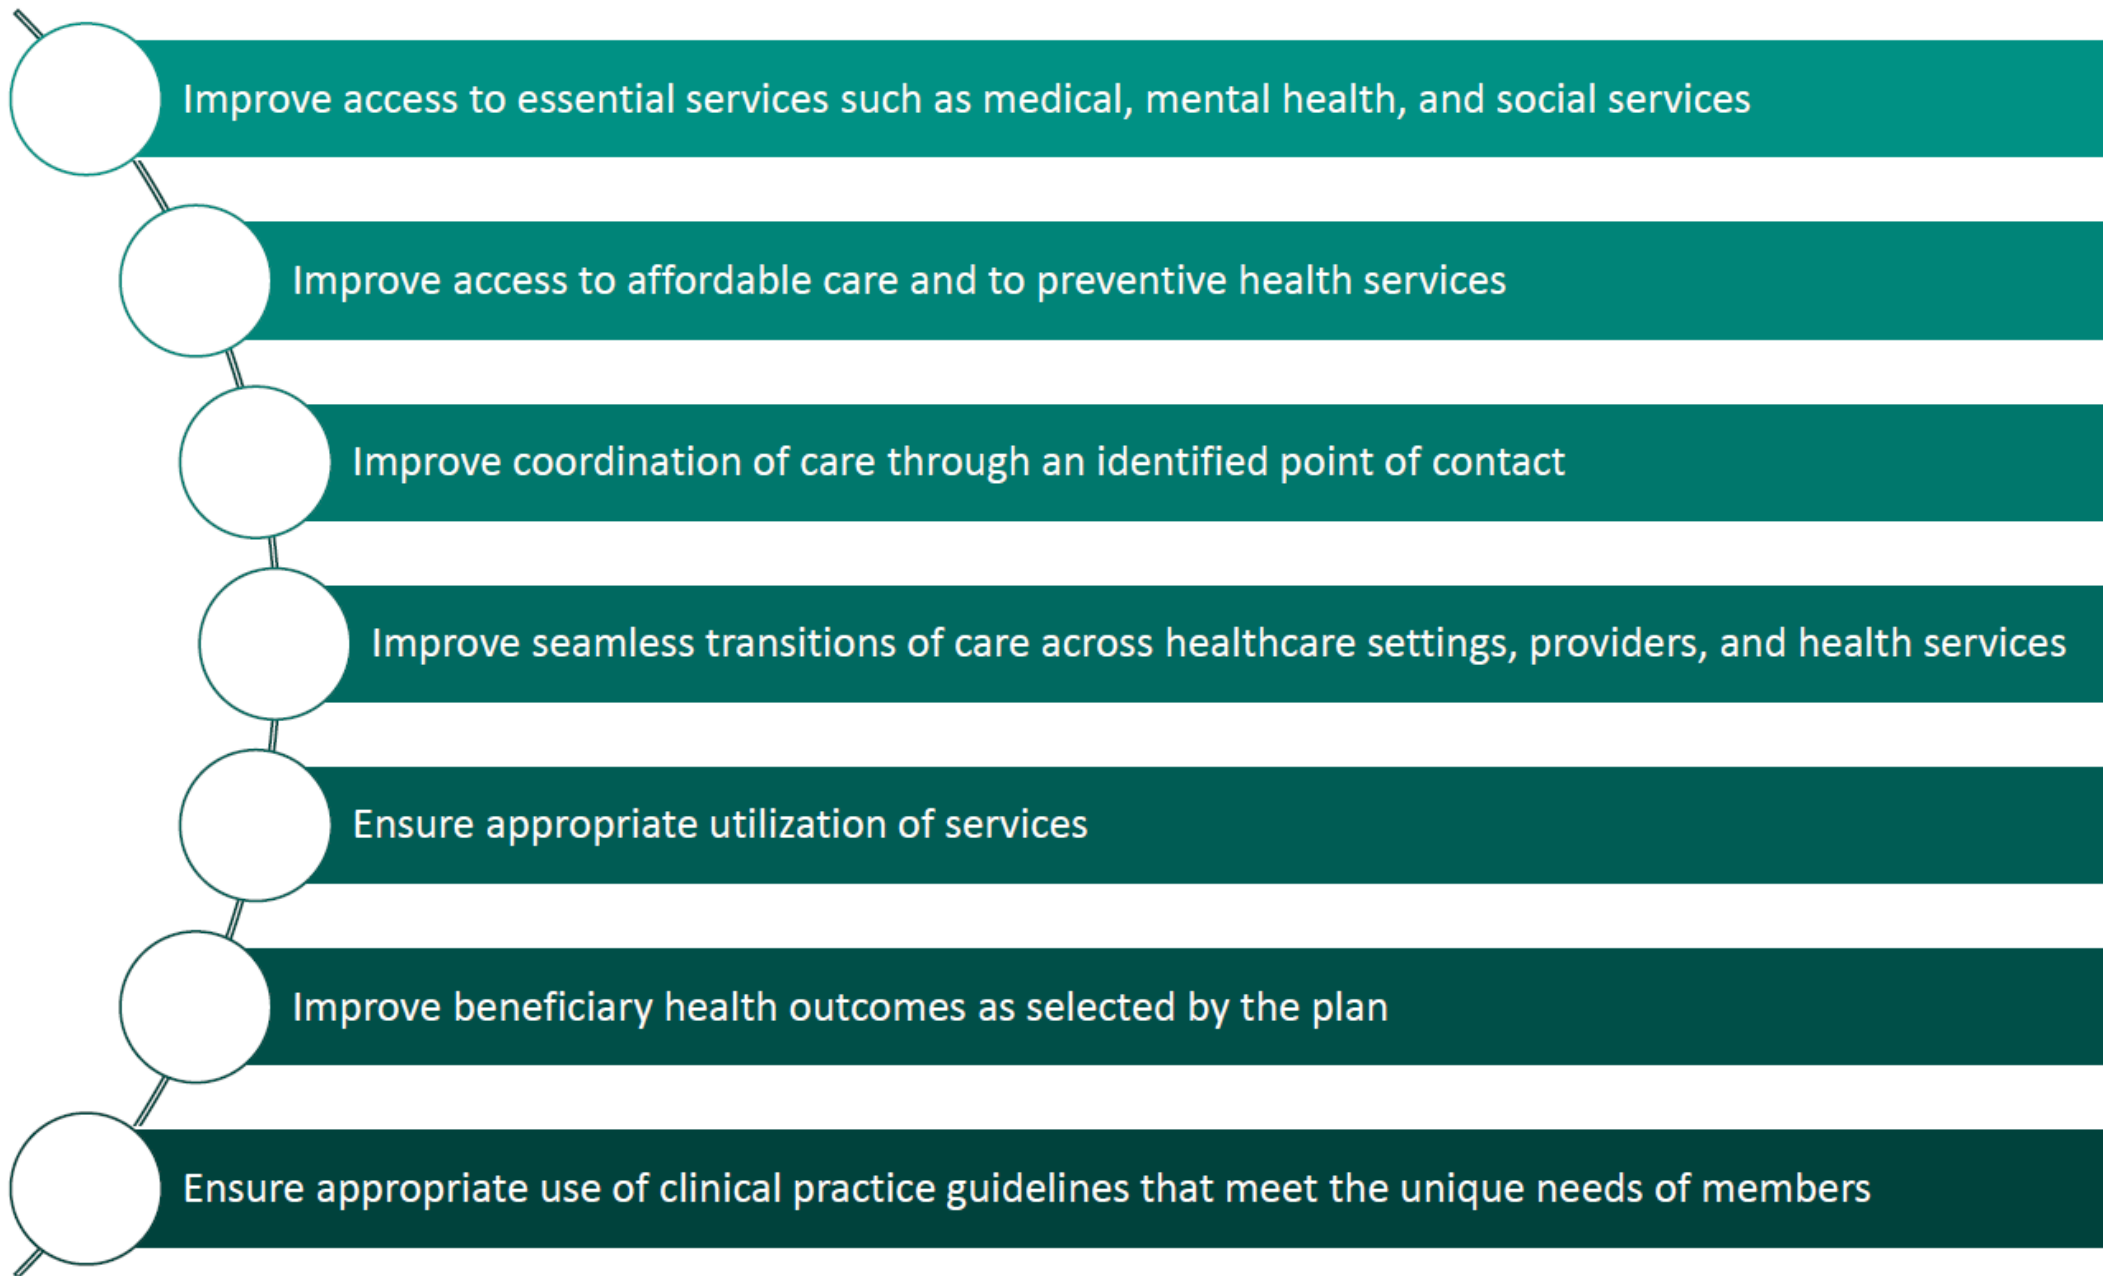 Improve access to essential services such as medical, mental health, and social services
Improve access to affordable care and to preventive health services
Improve coordination of care through an identified point of contact
Improve seamless transitions of care across healthcare settings, providers, and health services
Ensure appropriate utilization of services
Improve beneficiary health outcomes as selected by the plan
Ensure appropriate use of clinical practice guidelines that meet the unique needs of members